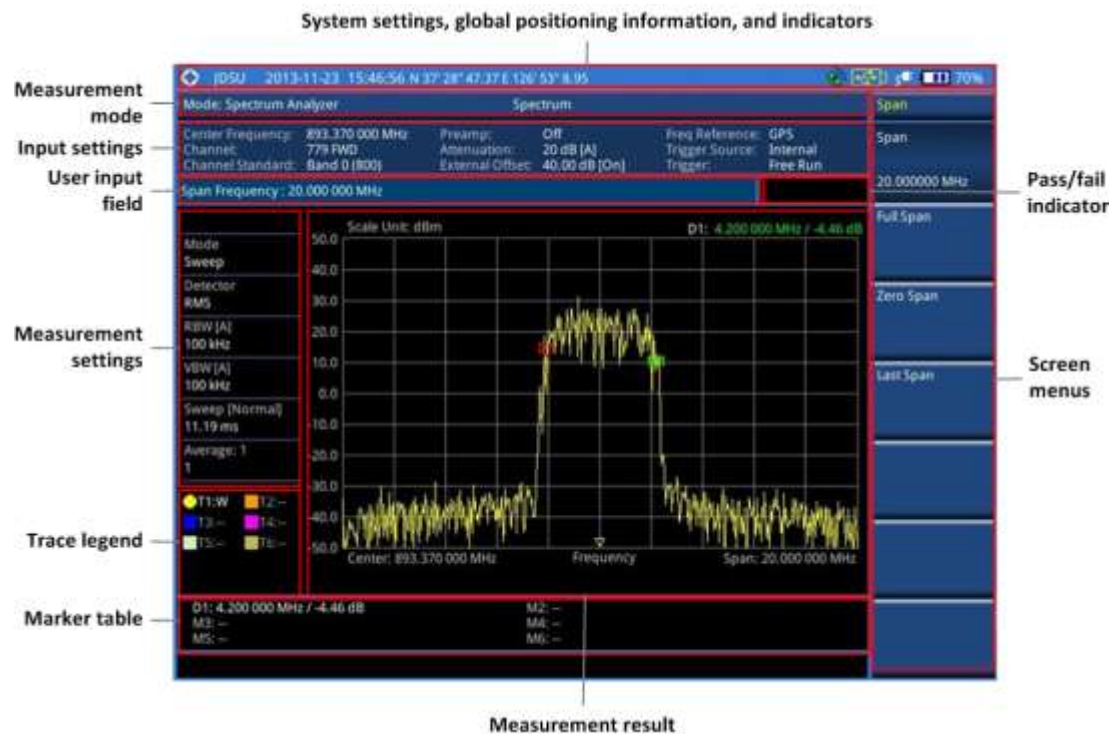 System settings, global positioning information, and indicators
JDSU 2013-11-23 15:46:56 N 37° 28" 47.37 E 126° 53" 8.95
70%
Measurement mode
Mode: Spectrum Analyzer
Spectrum
Span
Input settings
Center Frequency: 893.370 000 MHz
Preamp: Off
Freq Reference: GPS
Channel: 779 FWD
Attenuation: 20 dB [A]
Trigger Source: Internal
Channel Standard: Band 0 (800)
External Offset: 40.00 dB [On]
Trigger: Free Run
Span
20.000000 MHz
User input field
Span Frequency : 20.000 000 MHz
Pass/fail indicator
Full Span
Zero Span
Last Span
Screen menus
Measurement settings
Mode
Sweep
Detector
RMS
RBW [A]
100 kHz
VBW [A]
100 kHz
Sweep [Normal]
11.19 ms
Average: 1
1
Scale Unit: dBm
D1: 4.200 000 MHz / -4.46 dB
50.0
40.0
30.0
20.0
10.0
0.0
-10.0
-20.0
-30.0
-40.0
-50.0
Center: 893.370 000 MHz
Frequency
Span: 20.000 000 MHz
Trace legend
T1:W
T2:--
T3:--
T4:--
T5:--
T6:--
Marker table
D1: 4.200 000 MHz / -4.46 dB
M2: --
M3: --
M4: --
M5: --
M6: --
Measurement result